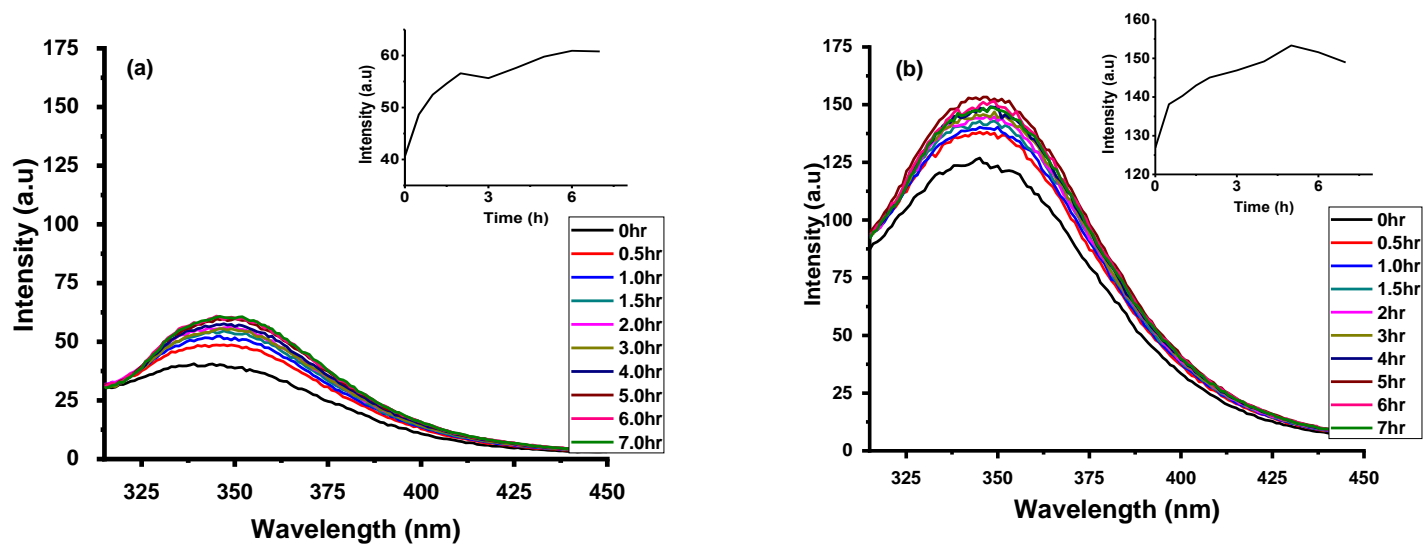 (a)
175
150
125
100
75
50
25
0
Intensity (a.u)
325
350
375
400
425
450
Wavelength (nm)
60
50
40
Intensity (a.u)
0
3
6
Time (h)
0hr
0.5hr
1.0hr
1.5hr
2.0hr
3.0hr
4.0hr
5.0hr
6.0hr
7.0hr
(b)
175
150
125
100
75
50
25
0
Intensity (a.u)
325
350
375
400
425
450
Wavelength (nm)
160
150
140
130
120
Intensity (a.u)
0
3
6
Time (h)
0hr
0.5hr
1.0hr
1.5hr
2hr
3hr
4hr
5hr
6hr
7hr